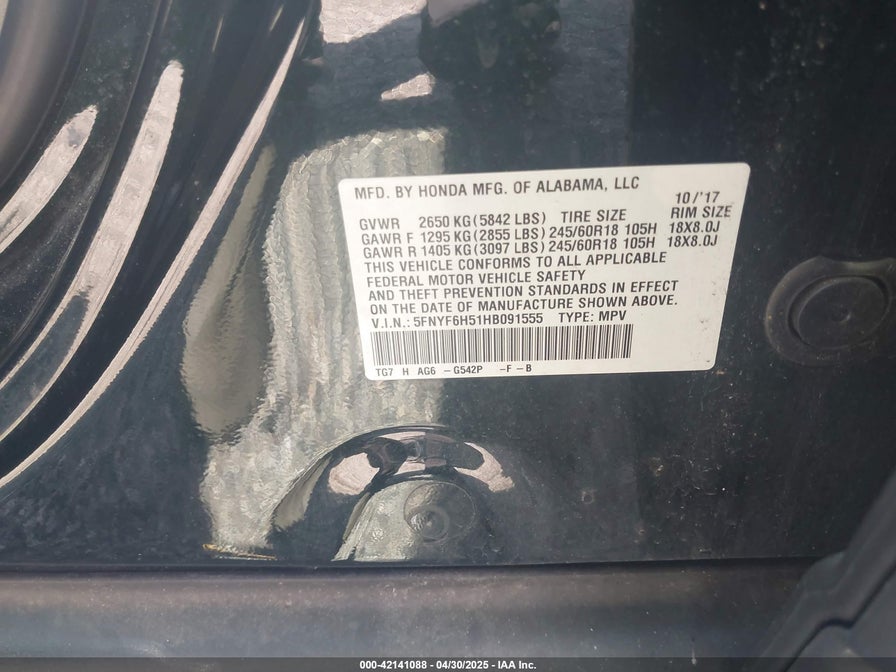 MFD. BY HONDA MFG. OF ALABAMA, LLC 10/'17
GVWR 2650 KG (5842 LBS) TIRE SIZE RIM SIZE
GAWR F 1295 KG (2855 LBS) 245/60R18 105H 18X8.0J
GAWR R 1405 KG (3097 LBS) 245/60R18 105H 18X8.0J
THIS VEHICLE CONFORMS TO ALL APPLICABLE
FEDERAL MOTOR VEHICLE SAFETY
AND THEFT PREVENTION STANDARDS IN EFFECT
ON THE DATE OF MANUFACTURE SHOWN ABOVE.
V.I.N.: 5FNYF6H51HB091555 TYPE: MPV
TG7 H AG6 -G542P -F-B
000-42141088 - 04/30/2025 - IAA Inc.